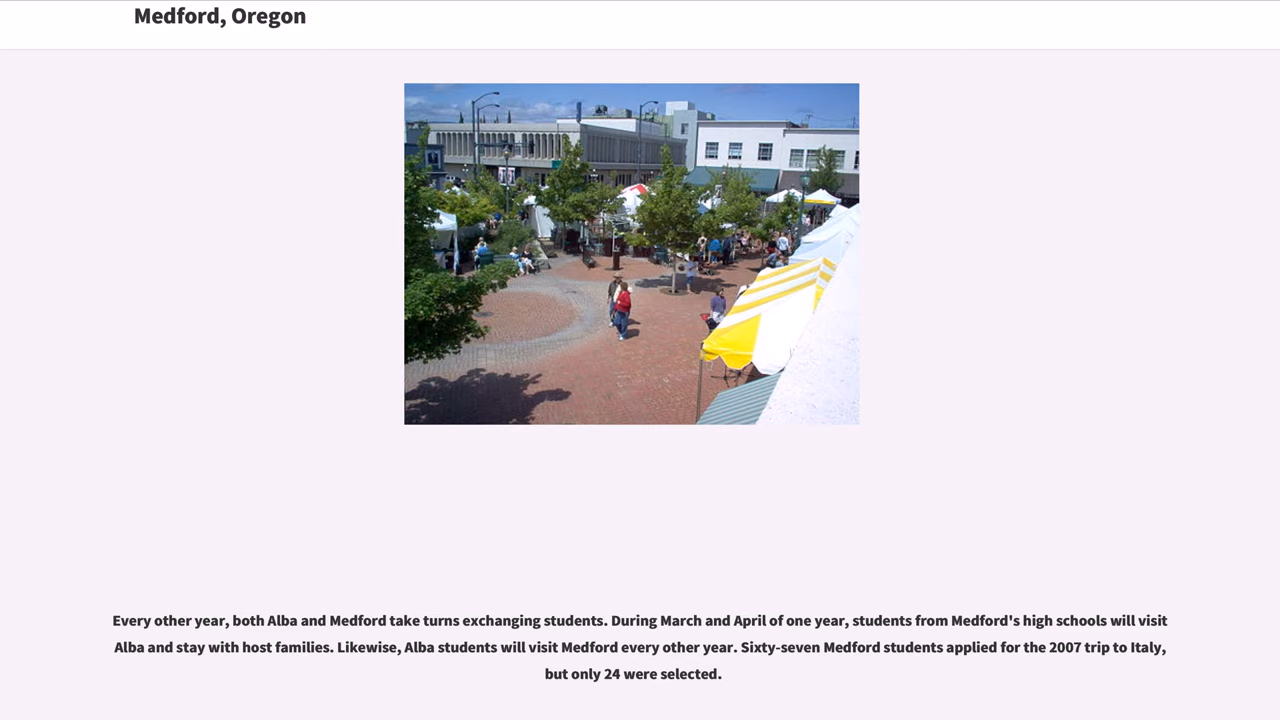 Medford, Oregon
Every other year, both Alba and Medford take turns exchanging students. During March and April of one year, students from Medford's high schools will visit
Alba and stay with host families. Likewise, Alba students will visit Medford every other year. Sixty-seven Medford students applied for the 2007 trip to Italy,
but only 24 were selected.